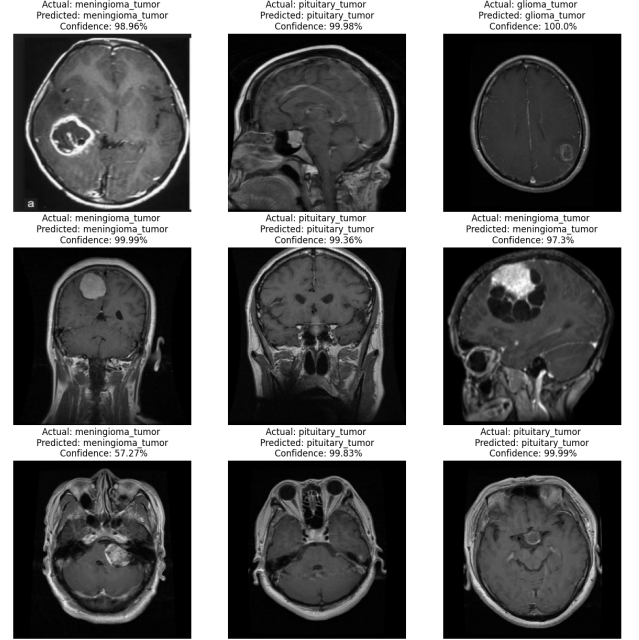 Actual: meningioma_tumor
Predicted: meningioma_tumor
Confidence: 98.96%
Actual: pituitary_tumor
Predicted: pituitary_tumor
Confidence: 99.98%
Actual: glioma_tumor
Predicted: glioma_tumor
Confidence: 100.0%
a
Actual: meningioma_tumor
Predicted: meningioma_tumor
Confidence: 99.99%
Actual: pituitary_tumor
Predicted: pituitary_tumor
Confidence: 99.36%
Actual: meningioma_tumor
Predicted: meningioma_tumor
Confidence: 97.3%
Actual: meningioma_tumor
Predicted: meningioma_tumor
Confidence: 57.27%
Actual: pituitary_tumor
Predicted: pituitary_tumor
Confidence: 99.83%
Actual: pituitary_tumor
Predicted: pituitary_tumor
Confidence: 99.99%